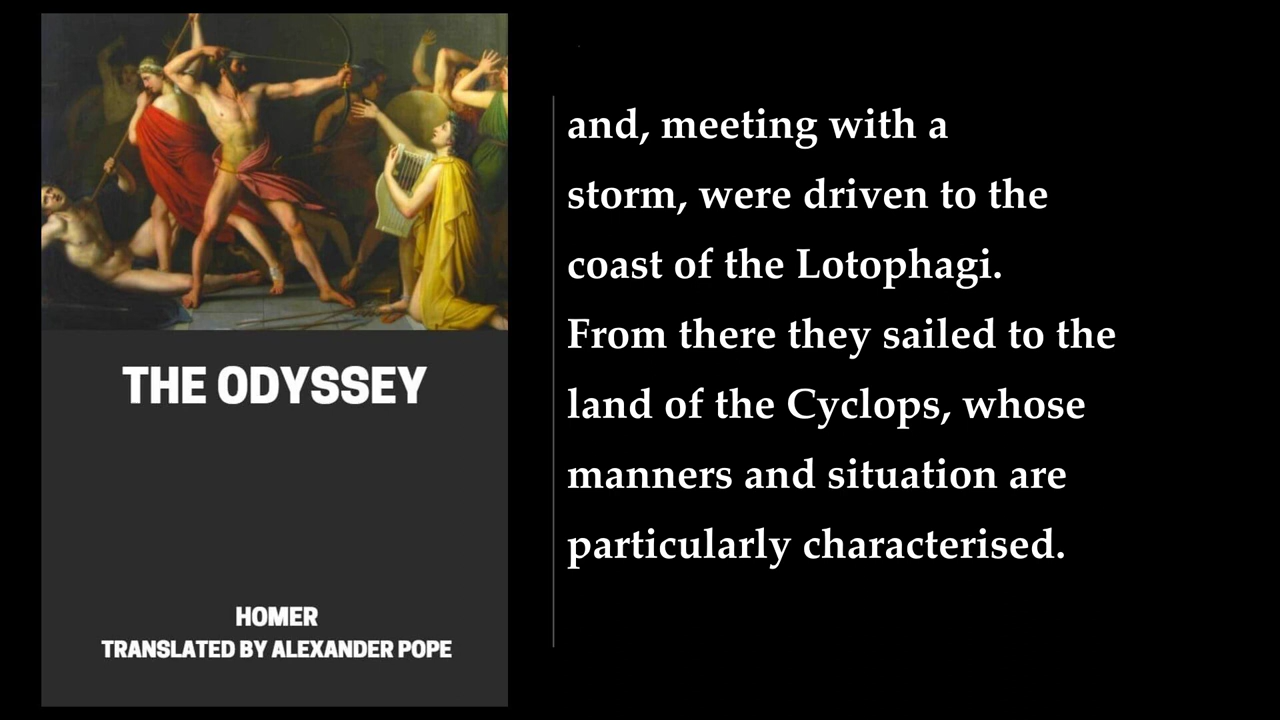 THE ODYSSEY
HOMER
TRANSLATED BY ALEXANDER POPE
and, meeting with a
storm, were driven to the
coast of the Lotophagi.
From there they sailed to the
land of the Cyclops, whose
manners and situation are
particularly characterised.